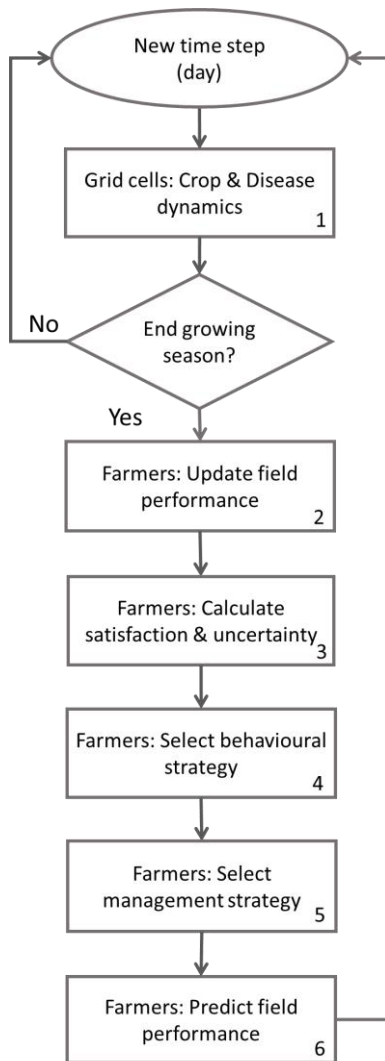 New time step
(day)
Grid cells: Crop & Disease
dynamics
1
No
End growing
season?
Yes
Farmers: Update field
performance
2
Farmers: Calculate
satisfaction & uncertainty
3
Farmers: Select behavioural
strategy
4
Farmers: Select
management strategy
5
Farmers: Predict field
performance
6